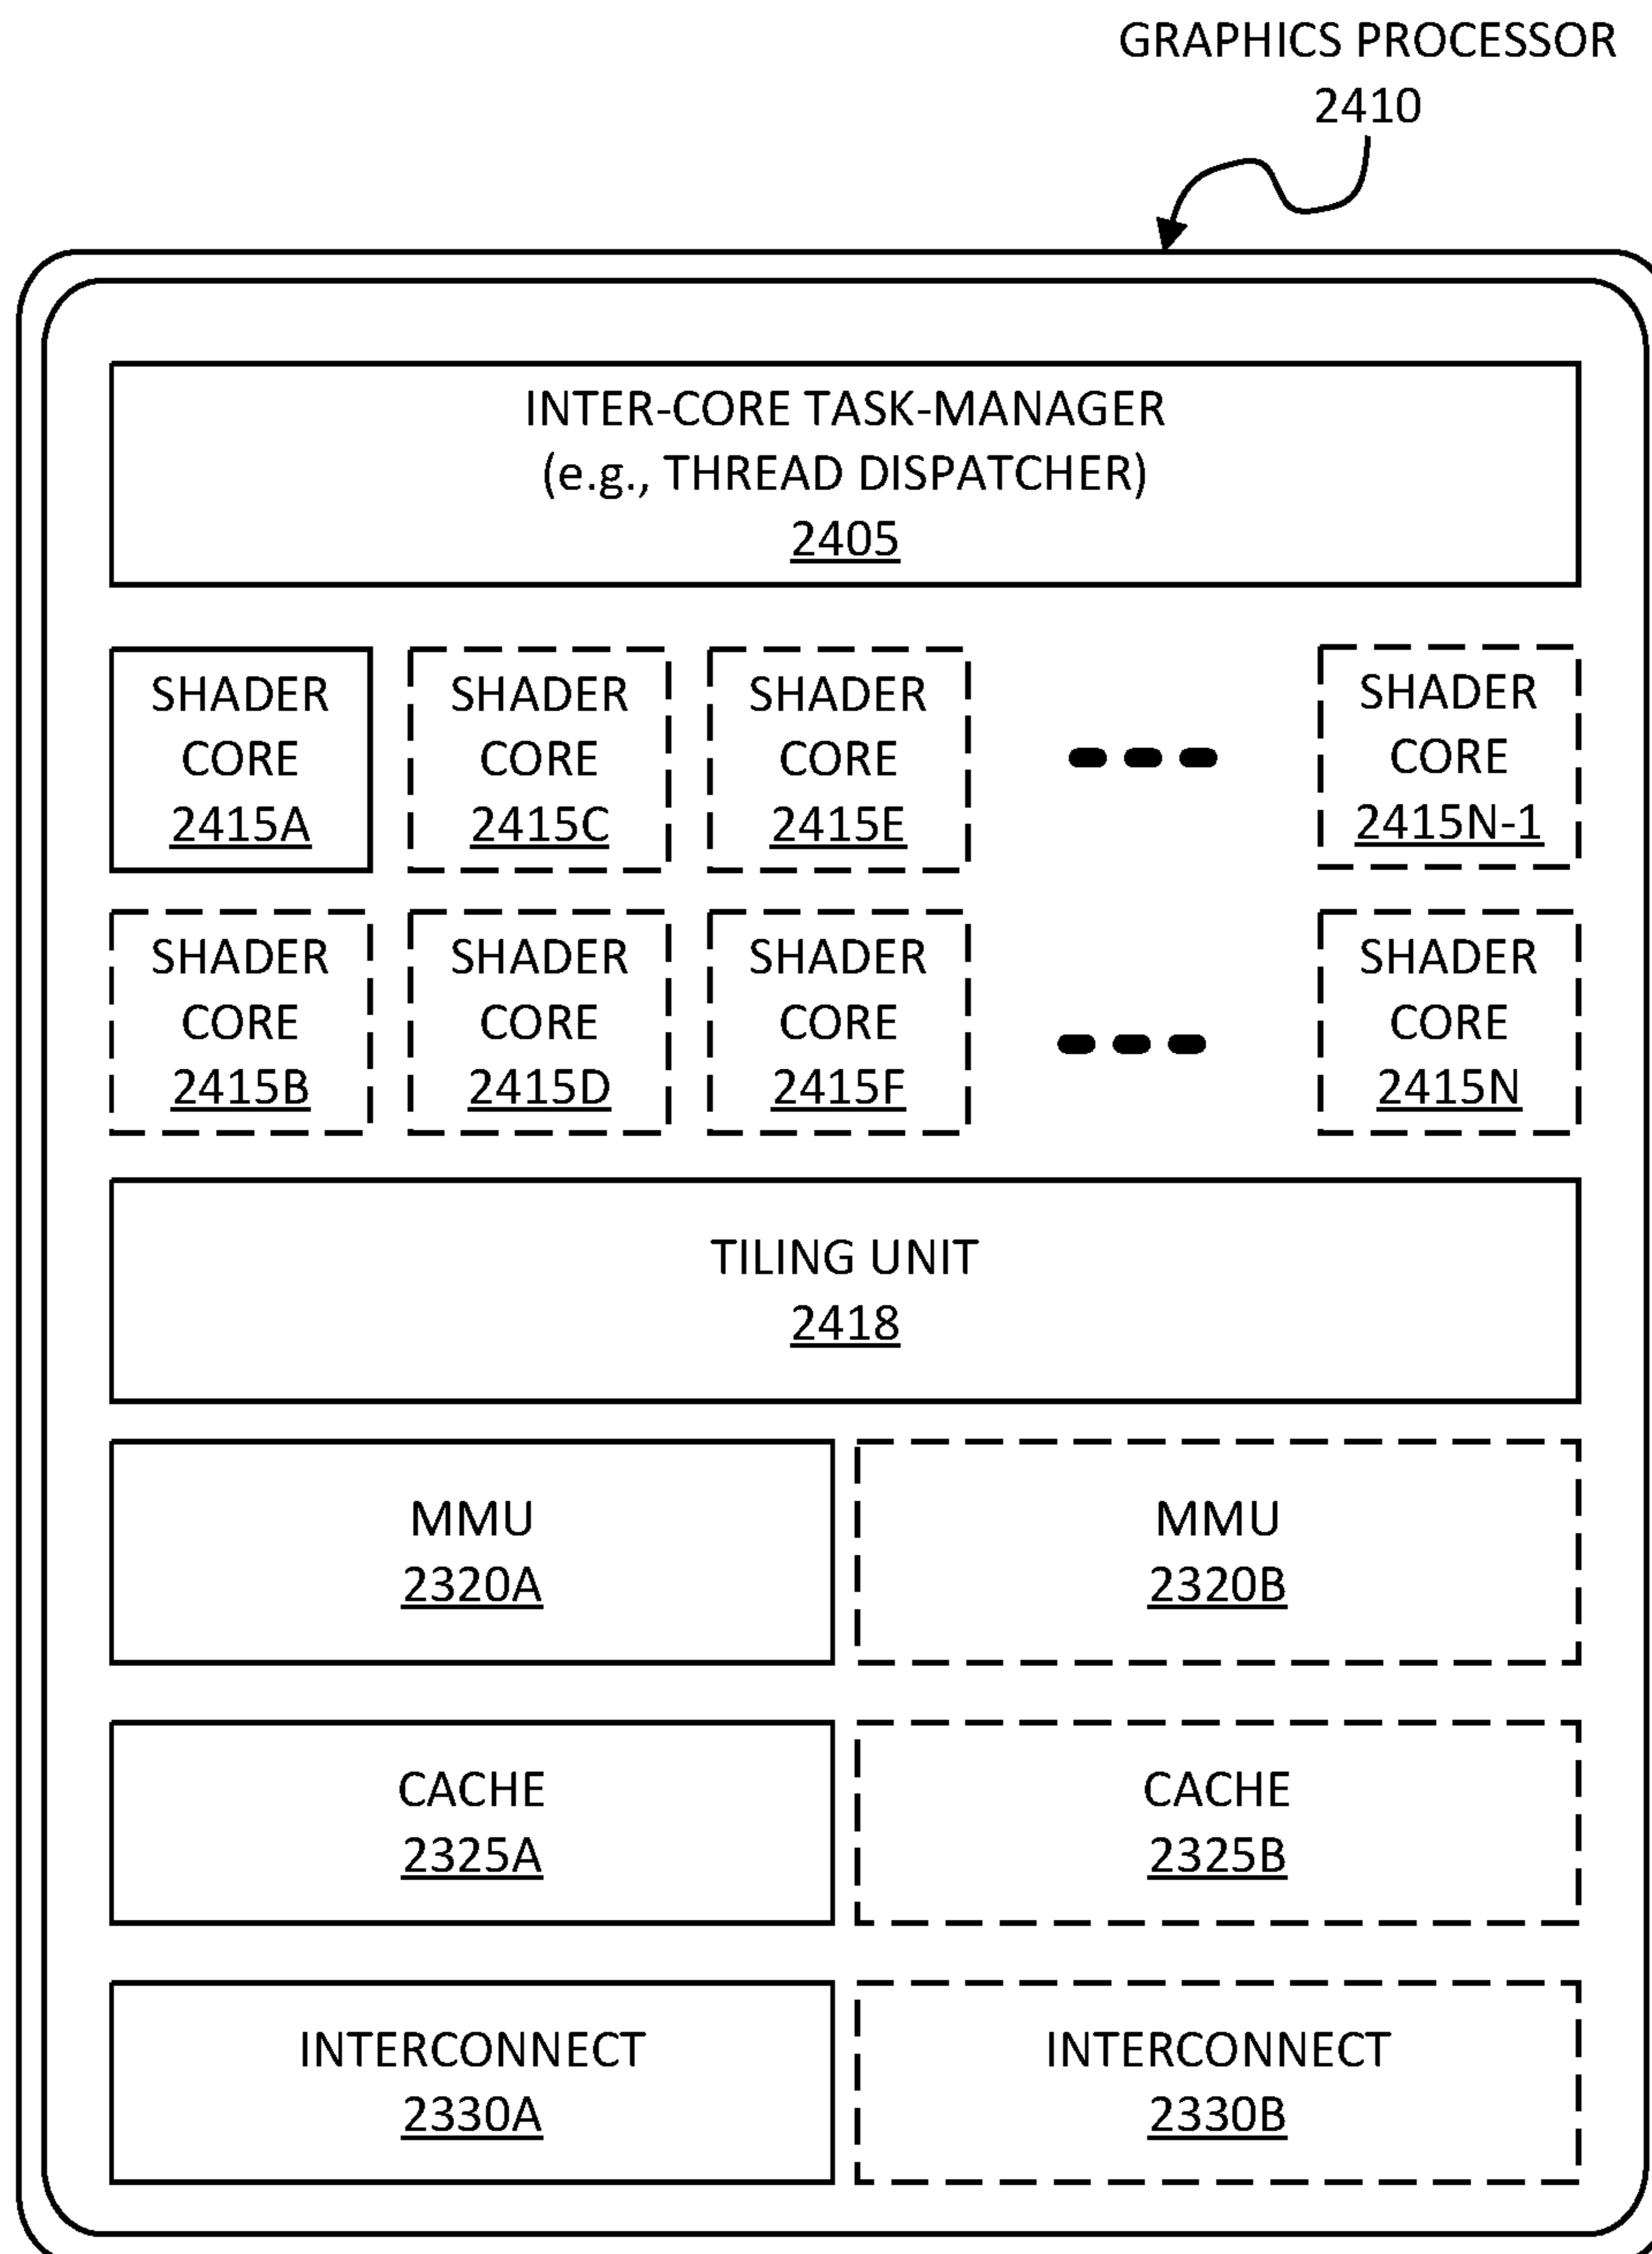 GRAPHICS PROCESSOR
2410
INTER-CORE TASK-MANAGER
(e.g., THREAD DISPATCHER)
2405
SHADER
CORE
2415A
SHADER
CORE
2415C
SHADER
CORE
2415E
SHADER
CORE
2415N-1
SHADER
CORE
2415B
SHADER
CORE
2415D
SHADER
CORE
2415F
SHADER
CORE
2415N
TILING UNIT
2418
MMU
2320A
MMU
2320B
CACHE
2325A
CACHE
2325B
INTERCONNECT
2330A
INTERCONNECT
2330B